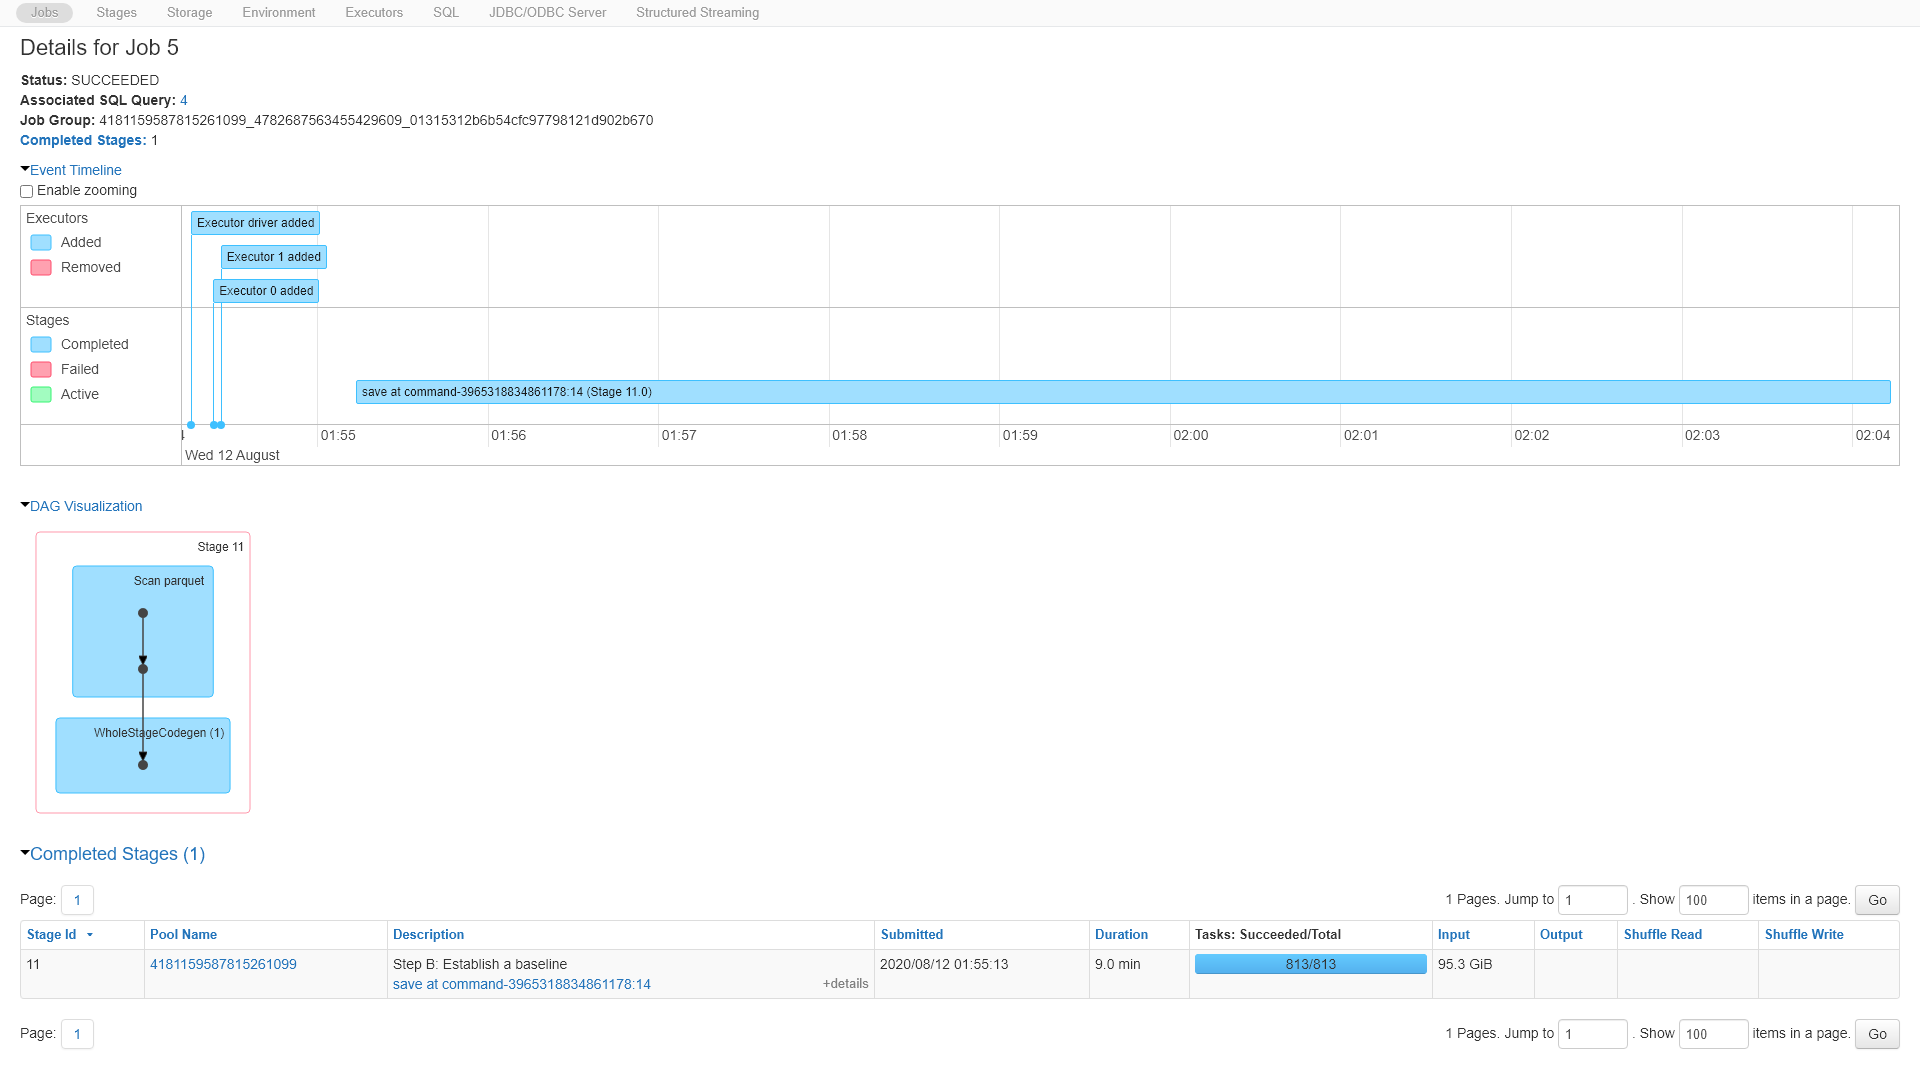 Jobs Stages Storage Environment Executors SQL JDBC/ODBC Server Structured Streaming
Details for Job 5
Status: SUCCEEDED
Associated SQL Query: 4
Job Group: 4181159587815261099_4782687563455429609_01315312b6b54cfc97798121d902b670
Completed Stages: 1
Event Timeline
Enable zooming
Executors
Added
Removed
Executor driver added
Executor 1 added
Executor 0 added
Stages
Completed
Failed
Active
save at command-3965318834861178:14 (Stage 11.0)
01:55 01:56 01:57 01:58 01:59 02:00 02:01 02:02 02:03 02:04
Wed 12 August
DAG Visualization
Stage 11
Scan parquet
WholeStageCodegen (1)
Completed Stages (1)
Page: 1 1 Pages. Jump to 1 . Show 100 items in a page. Go
Stage Id Pool Name Description Submitted Duration Tasks: Succeeded/Total Input Output Shuffle Read Shuffle Write
11 4181159587815261099 Step B: Establish a baseline 2020/08/12 01:55:13 9.0 min 813/813 95.3 GiB
save at command-3965318834861178:14 +details
Page: 1 1 Pages. Jump to 1 . Show 100 items in a page. Go